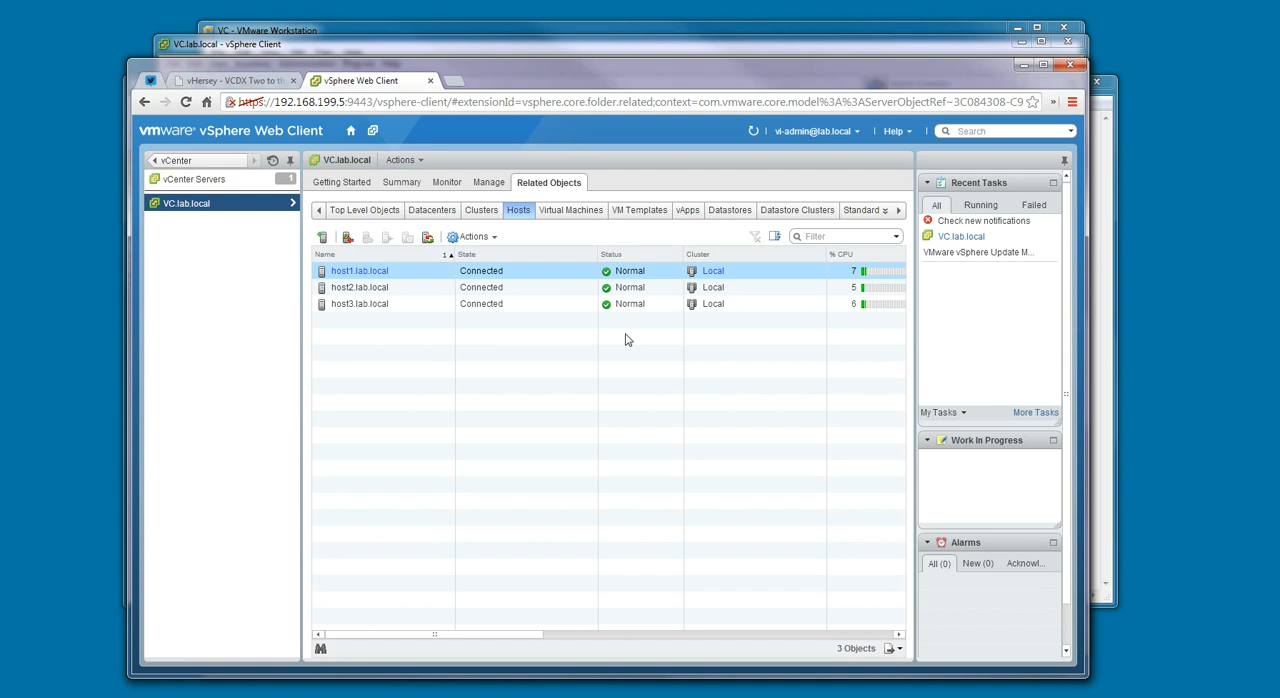 VC - VMware Workstation
VC.lab.local - vSphere Client
vHersey - VCDX Two to th
vSphere Web Client
https://192.168.199.5:9443/vsphere-client/#extensionId=vsphere.core.folder.related;context=com.vmware.core.model%3A%3AServerObjectRef~3C084308-C9
vmware® vSphere Web Client
vi-admin@lab.local
Help
Search
vCenter
vCenter Servers 1
VC.lab.local
VC.lab.local Actions
Getting Started Summary Monitor Manage Related Objects
Top Level Objects Datacenters Clusters Hosts Virtual Machines VM Templates vApps Datastores Datastore Clusters Standard
Actions
Filter
Name 1 State Status Cluster % CPU
host1.lab.local Connected Normal Local 7
host2.lab.local Connected Normal Local 5
host3.lab.local Connected Normal Local 6
3 Objects
Recent Tasks
All Running Failed
Check new notifications
VC.lab.local
VMware vSphere Update M...
My Tasks More Tasks
Work In Progress
Alarms
All (0) New (0) Acknowl...